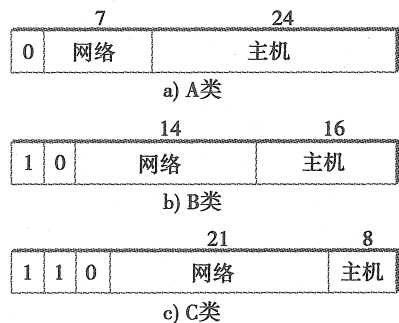 7 24
0 网络 主机
a) A类
14 16
1 0 网络 主机
b) B类
21 8
1 1 0 网络 主机
c) C类